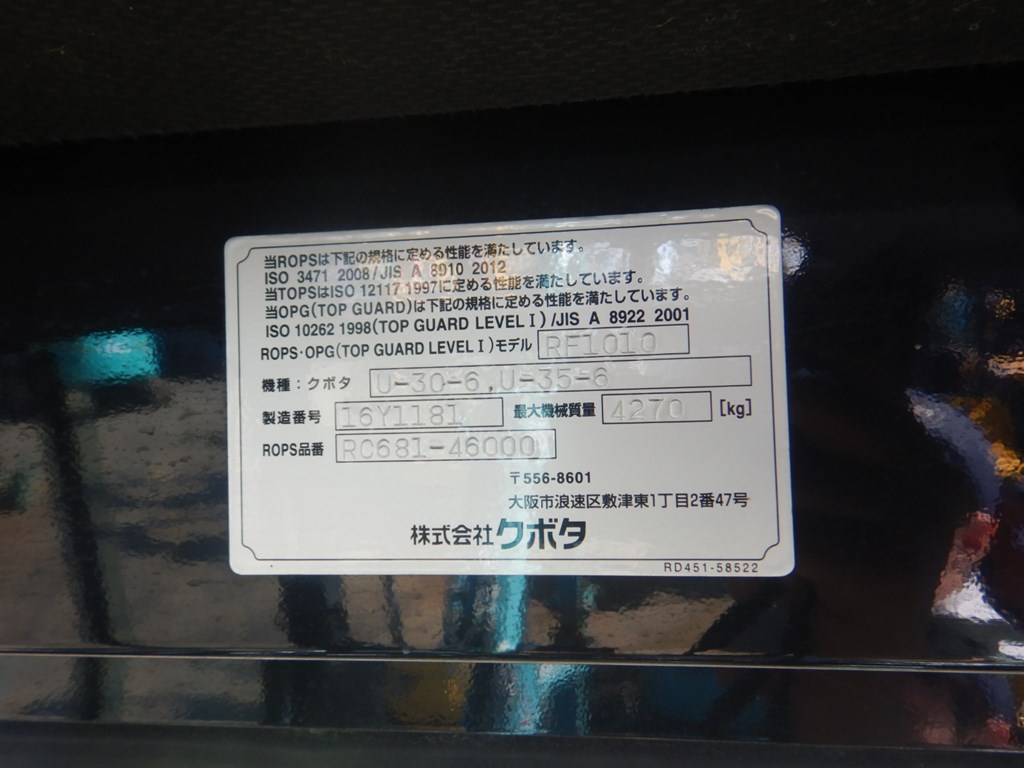 当ROPSは下記の規格に定める性能を満たしています。
ISO 3471 2008/JIS A 8910 2012
当TOPSはISO 12117 1997に定める性能を満たしています。
当OPG(TOP GUARD)は下記の規格に定める性能を満たしています。
ISO 10262 1998(TOP GUARD LEVELⅠ)/JIS A 8922 2001
ROPS・OPG(TOP GUARD LEVELⅠ)モデル RF1010
機種：クボタ U-30-6,U-35-6
製造番号 16Y1181 最大機械質量 4270 [kg]
ROPS品番 RC681-46000
〒556-8601
大阪市浪速区敷津東1丁目2番47号
株式会社クボタ
RD451-58522